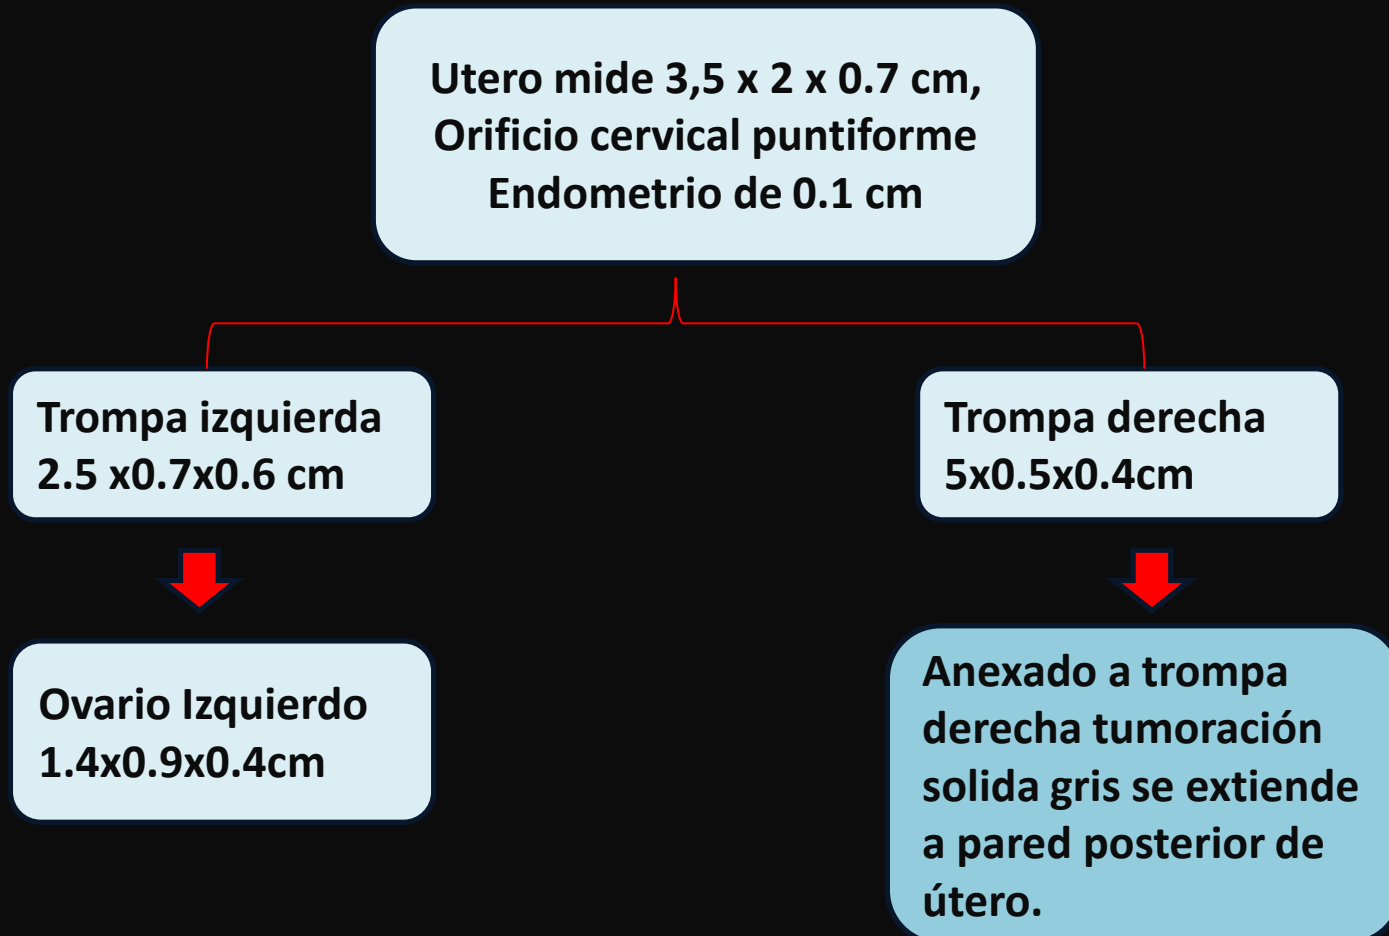 Utero mide 3,5 x 2 x 0.7 cm,
Orificio cervical puntiforme
Endometrio de 0.1 cm
Trompa izquierda
2.5 x0.7x0.6 cm
Trompa derecha
5x0.5x0.4cm
Ovario Izquierdo
1.4x0.9x0.4cm
Anexado a trompa
derecha tumoración
solida gris se extiende
a pared posterior de
útero.